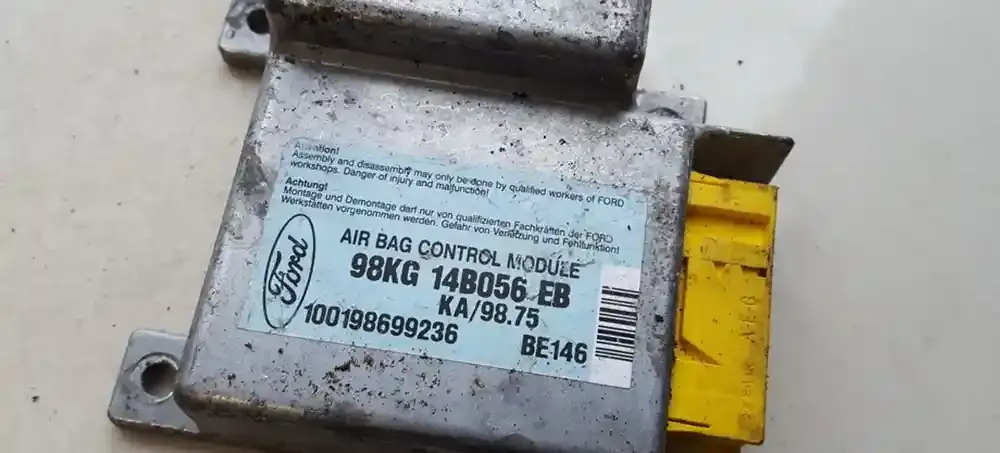 Attention!
Assembly and disassembly may only be done by qualified workers of FORD
workshops. Danger of injury and malfunction!
Achtung!
Montage und Demontage darf nur von qualifizierten Fachkräften der FORD
Werkstätten vorgenommen werden. Gefahr von Verletzung und Fehlfunktion!
Ford
AIR BAG CONTROL MODULE
98KG 14B056 EB
KA/98.75
100198699236
BE146